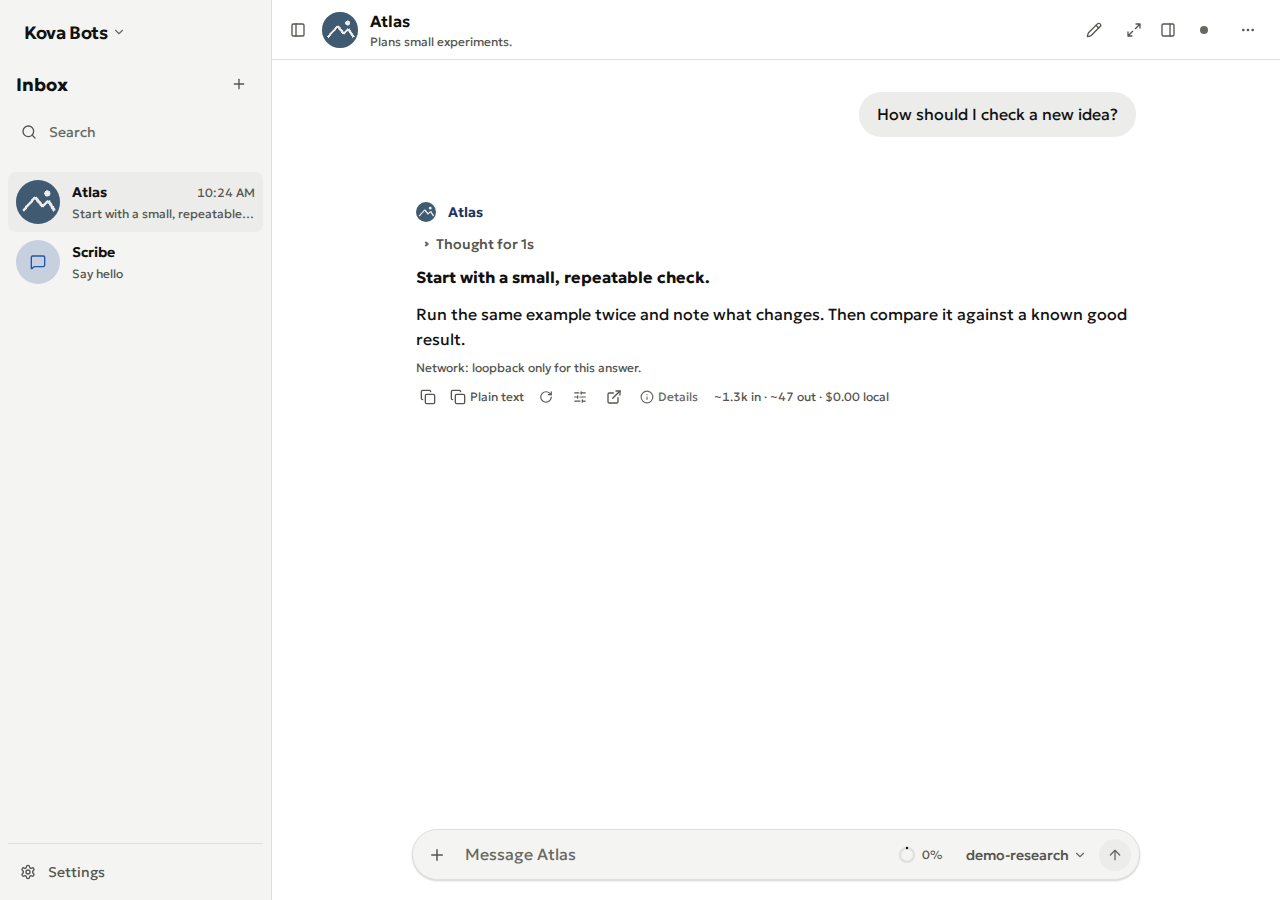 Kova Bots
Inbox
Search
Atlas 10:24 AM
Start with a small, repeatable...
Scribe
Say hello
Settings
Atlas
Plans small experiments.
How should I check a new idea?
Atlas
Thought for 1s
Start with a small, repeatable check.
Run the same example twice and note what changes. Then compare it against a known good
result.
Network: loopback only for this answer.
Plain text Details ~1.3k in · ~47 out · $0.00 local
Message Atlas 0% demo-research